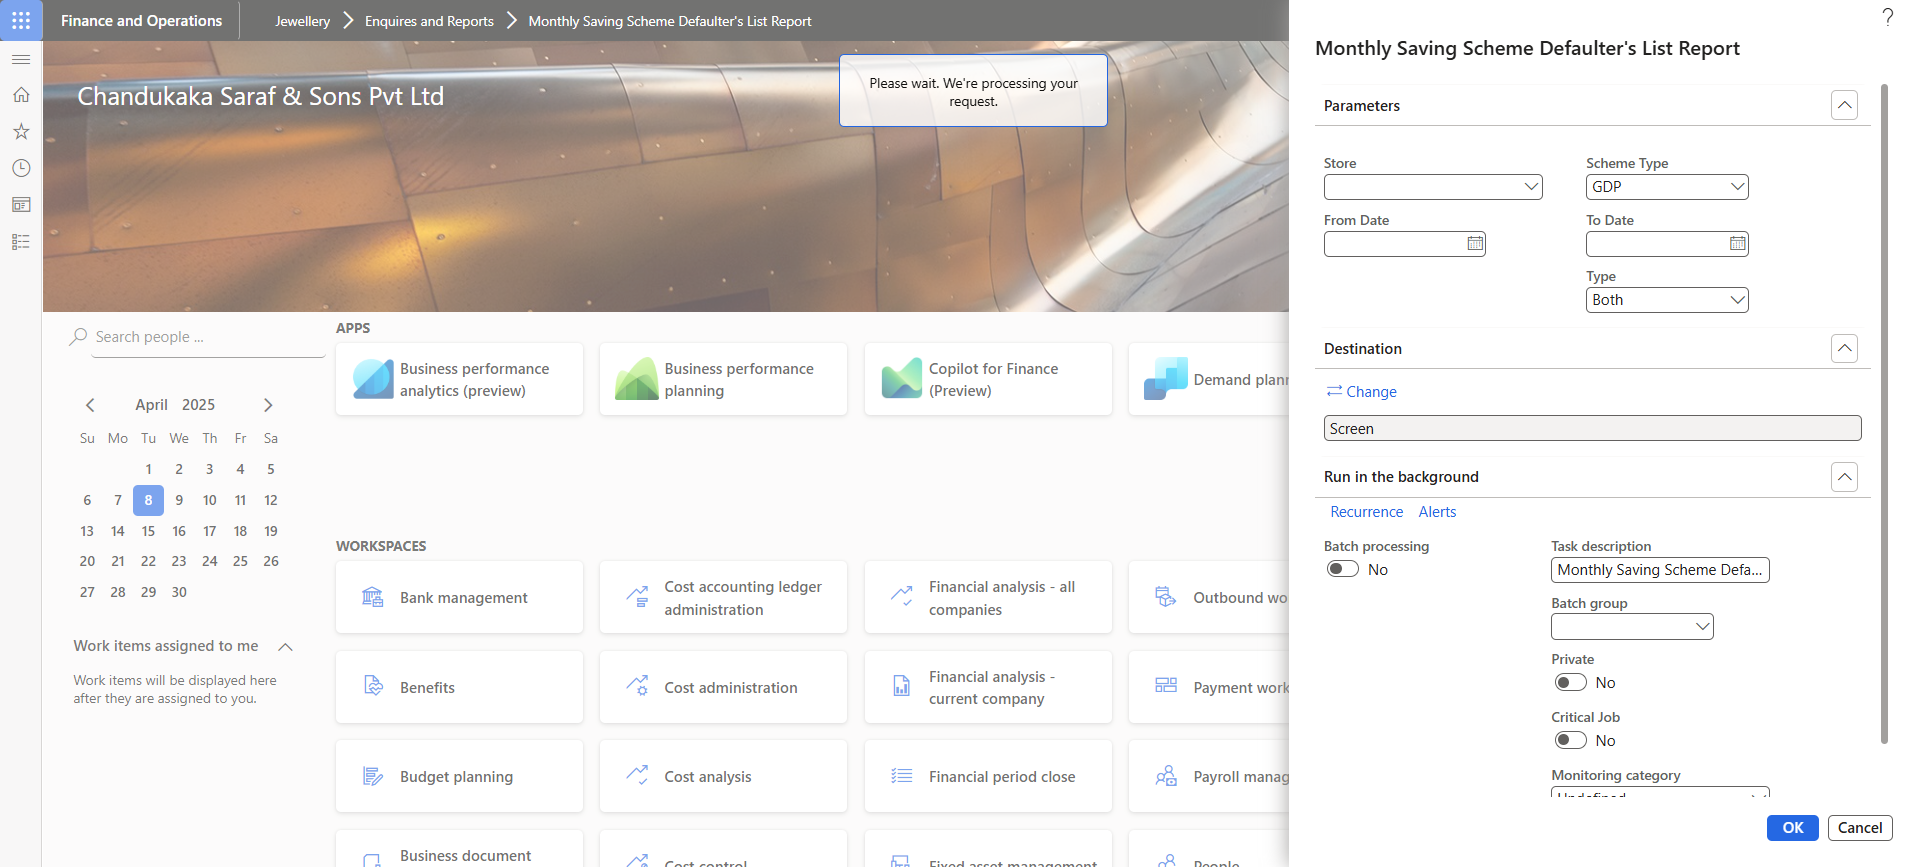 Finance and Operations
Jewellery
Enquires and Reports
Monthly Saving Scheme Defaulter's List Report
?
Chandukaka Saraf & Sons Pvt Ltd
Please wait. We're processing your
request.
Search people ...
April 2025
Su Mo Tu We Th Fr Sa
1 2 3 4 5
6 7 8 9 10 11 12
13 14 15 16 17 18 19
20 21 22 23 24 25 26
27 28 29 30
Work items assigned to me
Work items will be displayed here
after they are assigned to you.
APPS
Business performance
analytics (preview)
Business performance
planning
Copilot for Finance
(Preview)
Demand
WORKSPACES
Bank management
Cost accounting ledger
administration
Financial analysis - all
companies
Outbound
Benefits
Cost administration
Financial analysis -
current company
Payment
Budget planning
Cost analysis
Financial period close
Payroll
Business document
Cost control
Fixed asset management
People
Monthly Saving Scheme Defaulter's List Report
Parameters
Store
Scheme Type
GDP
From Date
To Date
Type
Both
Destination
Change
Screen
Run in the background
Recurrence Alerts
Batch processing
No
Task description
Monthly Saving Scheme Defa...
Batch group
Private
No
Critical Job
No
Monitoring category
Undefined
OK
Cancel